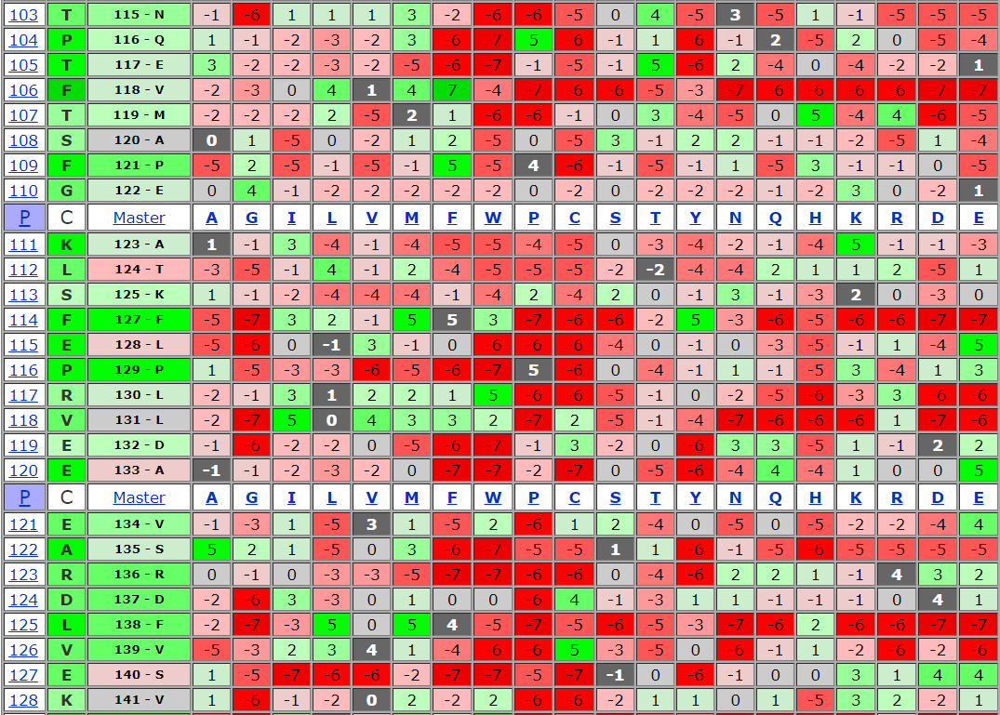 103 T 115 - N -1 -6 1 1 1 3 -2 -6 -6 -5 0 4 -5 3 -5 1 -1 -5 -5 -5
104 P 116 - Q 1 -1 -2 -3 -2 3 -6 -7 5 -6 -1 1 -6 -1 2 -5 2 0 -5 -4
105 T 117 - E 3 -2 -2 -3 -2 -5 -6 -7 -1 -5 -1 5 -6 2 -4 0 -4 -2 -2 1
106 F 118 - V -2 -3 0 4 1 4 7 -4 -7 -6 -6 -5 -3 -7 -6 -6 -6 -6 -7 -7
107 T 119 - M -2 -2 -2 2 -5 2 1 -6 -6 -1 0 3 -4 -5 0 5 -4 4 -6 -5
108 S 120 - A 0 1 -5 0 -2 1 2 -5 0 -5 3 -1 2 2 -1 -1 -2 -5 1 -4
109 F 121 - P -5 2 -5 -1 -5 -1 5 -5 4 -6 -1 -5 -1 1 -5 3 -1 -1 0 -5
110 G 122 - E 0 4 -1 -2 -2 -2 -2 -2 0 -2 0 -2 -2 -2 -1 -2 3 0 -2 1
P C Master A G I L V M F W P C S T Y N Q H K R D E
111 K 123 - A 1 -1 3 -4 -1 -4 -5 -5 -4 -5 0 -3 -4 -2 -1 -4 5 -1 -1 -3
112 L 124 - T -3 -5 -1 4 -1 2 -4 -5 -5 -5 -2 -2 -4 -4 2 1 1 2 -5 1
113 S 125 - K 1 -1 -2 -4 -4 -4 -1 -4 2 -4 2 0 -1 3 -1 -3 2 0 -3 0
114 F 127 - F -5 -7 3 2 -1 5 5 3 -7 -6 -6 -2 5 -3 -6 -5 -6 -6 -7 -7
115 E 128 - L -5 -6 0 -1 3 -1 0 -6 -6 -6 -4 0 -1 0 -3 -5 -1 1 -4 5
116 P 129 - P 1 -5 -3 -3 -6 -5 -6 -7 5 -6 0 -4 -1 1 -1 -5 3 -4 1 3
117 R 130 - L -2 -1 3 1 2 2 1 5 -6 -6 -5 -1 0 -2 -5 -6 -3 3 -6 -6
118 V 131 - L -2 -7 5 0 4 3 3 2 -7 2 -5 -1 -4 -7 -6 -6 -6 1 -7 -6
119 E 132 - D -1 -6 -2 -2 0 -5 -6 -7 -1 3 -2 0 -6 3 3 -5 1 -1 2 2
120 E 133 - A -1 -1 -2 -3 -2 0 -7 -7 -2 -7 0 -5 -6 -4 4 -4 1 0 0 5
P C Master A G I L V M F W P C S T Y N Q H K R D E
121 E 134 - V -1 -3 1 -5 3 1 -5 2 -6 1 2 -4 0 -5 0 -5 -2 -2 -4 4
122 A 135 - S 5 2 1 -5 0 3 -6 -7 -5 -5 1 1 -6 -1 -5 -6 -5 -5 -5 -5
123 R 136 - R 0 -1 0 -3 -3 -5 -7 -7 -6 -6 0 -4 -6 2 2 1 -1 4 3 2
124 D 137 - D -2 -6 3 -3 0 1 0 0 -6 4 -1 -3 1 1 -1 -1 -1 0 4 1
125 L 138 - F -2 -7 -3 5 0 5 4 -5 -7 -5 -6 -5 -3 -7 -6 2 -6 -6 -7 -7
126 V 139 - V -5 -3 2 3 4 1 -4 -6 -6 5 -3 -5 0 -6 -1 1 -2 -6 -2 -6
127 E 140 - S 1 -5 -7 -6 -6 -2 -7 -7 -5 -7 -1 0 -6 -1 0 0 3 1 4 4
128 K 141 - V 1 -6 -1 -2 0 2 -2 2 -6 -6 -2 1 1 0 1 -5 3 2 -2 1